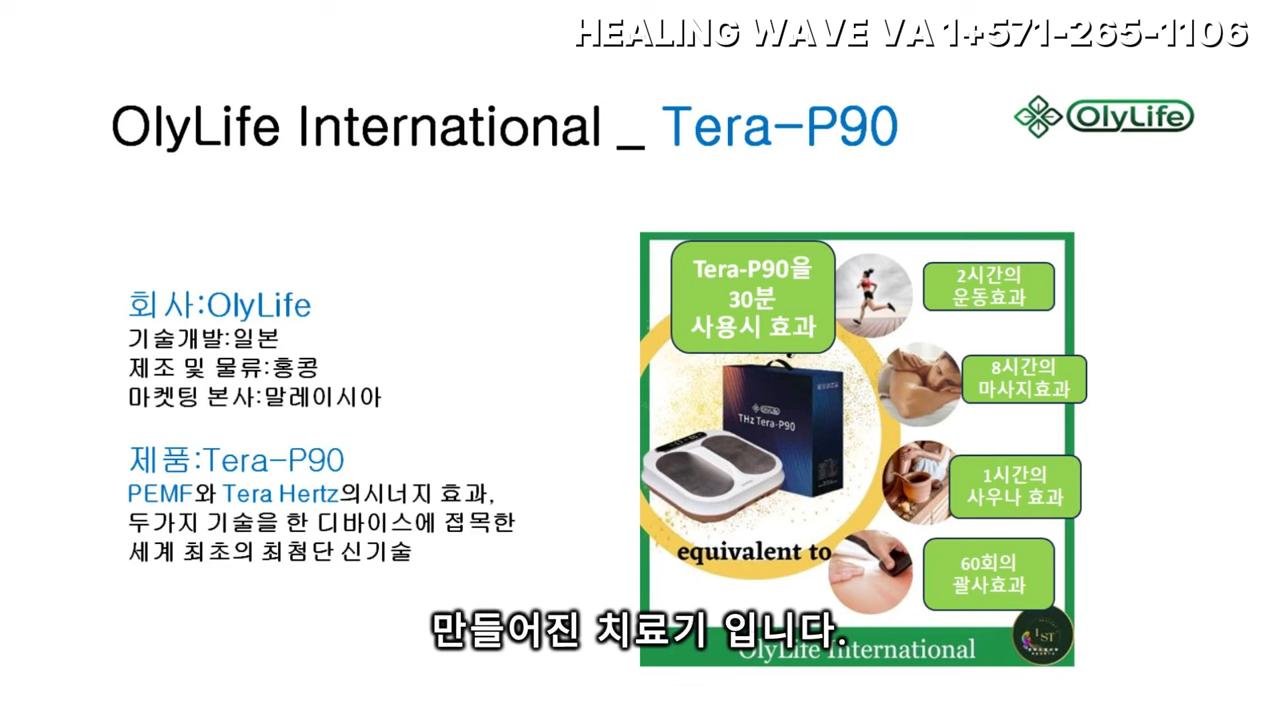 HEALING WAVE VA 1+571-265-1106
OlyLife International _ Tera-P90
OlyLife
회사:OlyLife
기술개발:일본
제조 및 물류:홍콩
마켓팅 본사:말레이시아
제품:Tera-P90
PEMF와 Tera Hertz의시너지 효과,
두가지 기술을 한 디바이스에 접목한
세계 최초의 최첨단 신기술
Tera-P90을
30분
사용시 효과
2시간의
운동효과
8시간의
마사지효과
1시간의
사우나 효과
60회의
괄사효과
OlyLife
THz Tera-P90
equivalent to
만들어진 치료기 입니다.
OlyLife International
1ST